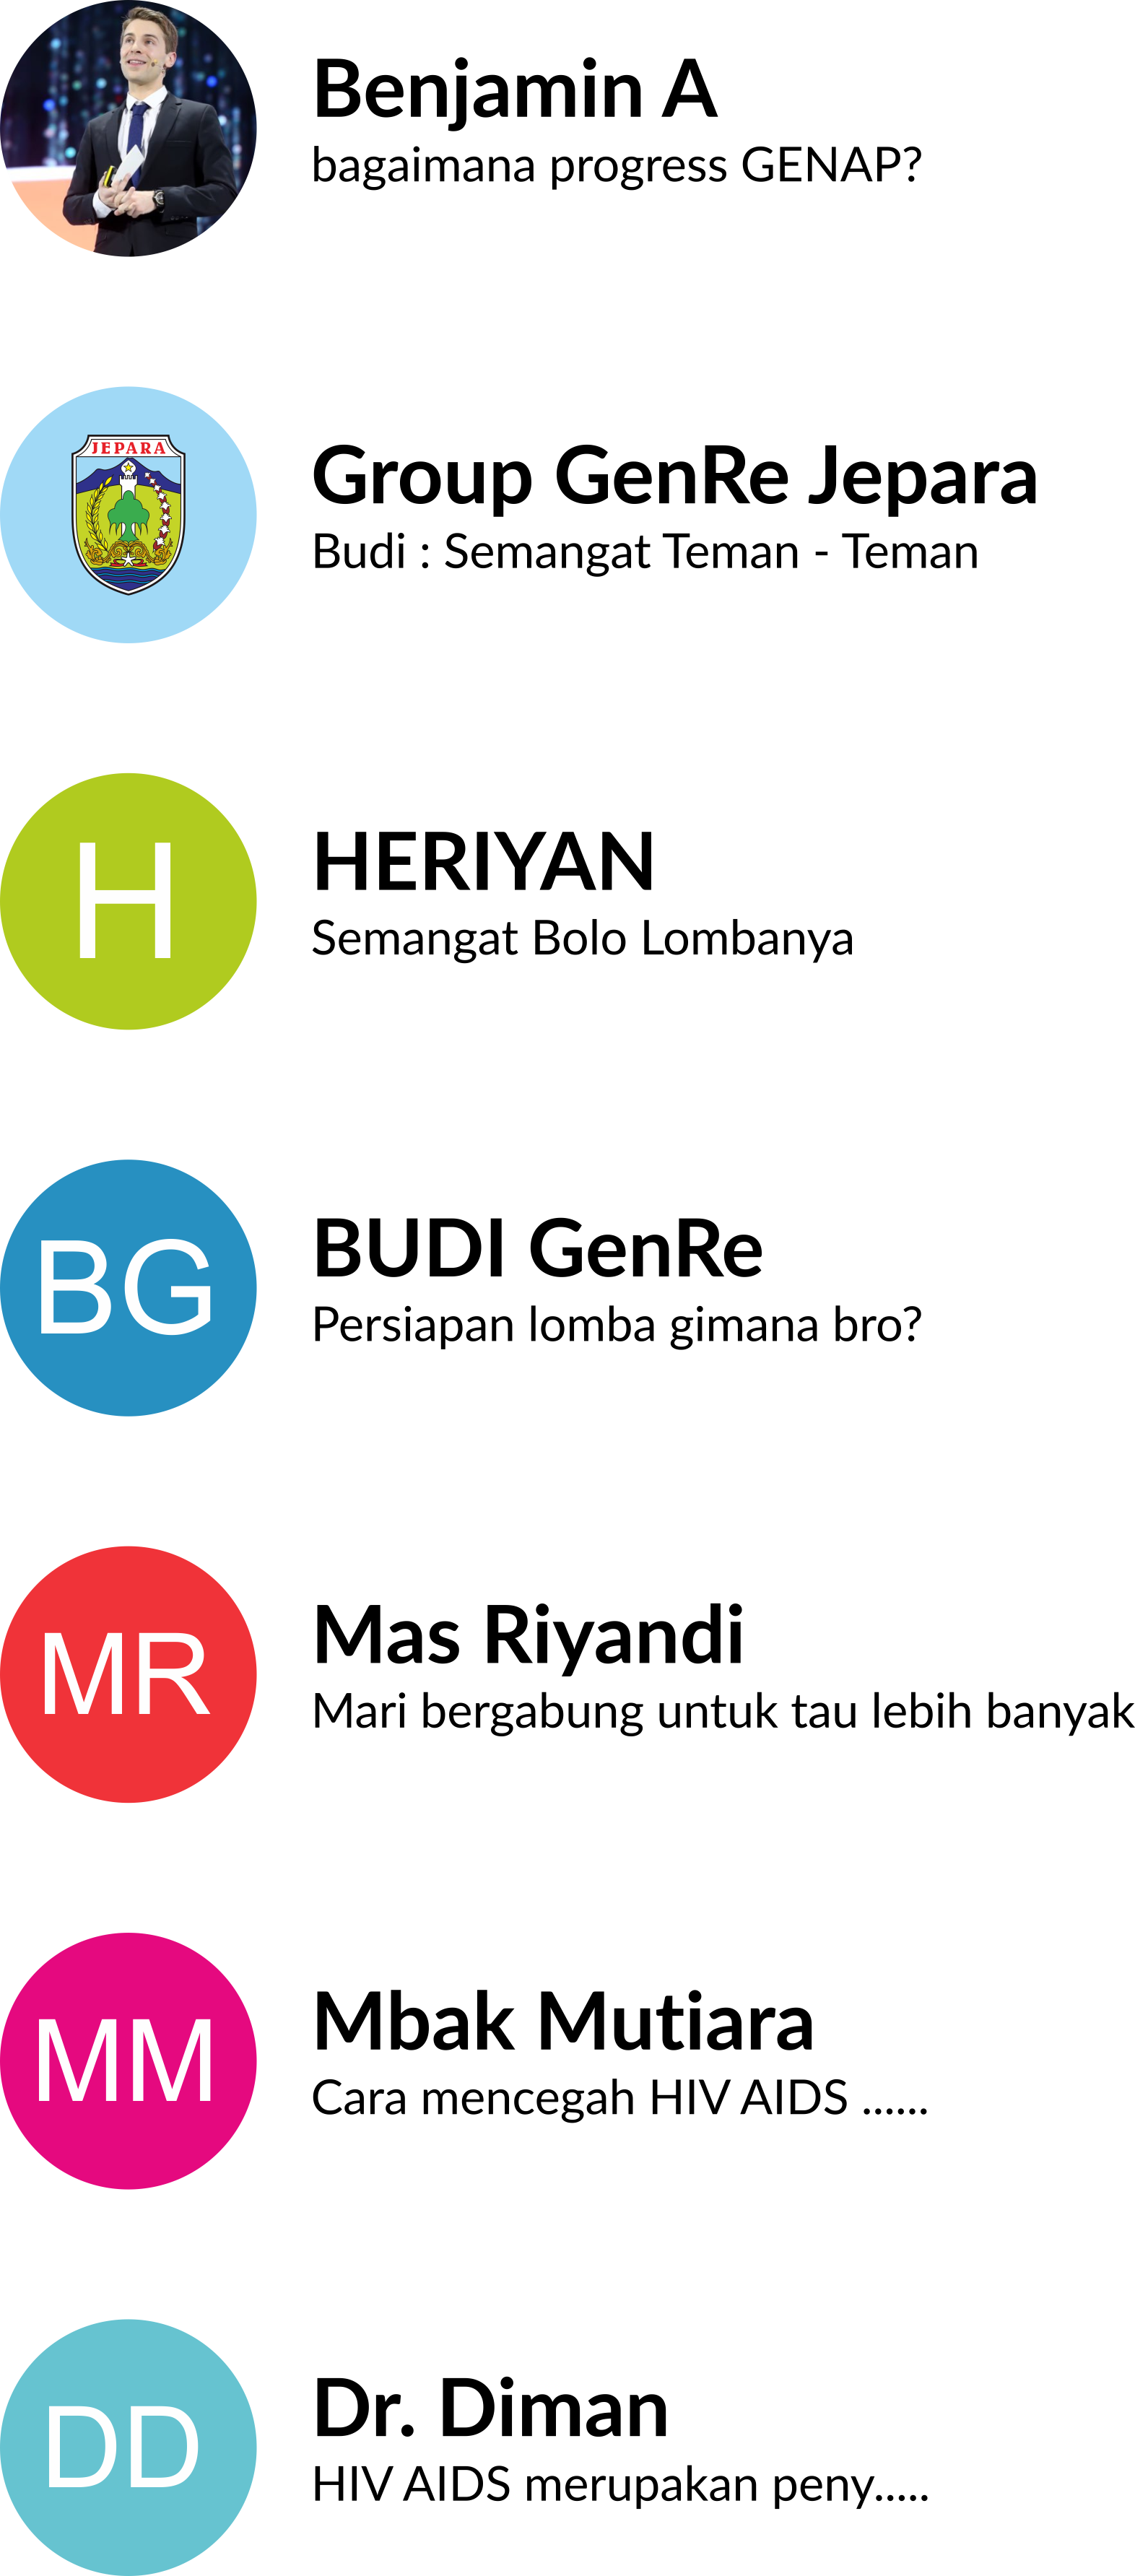 Benjamin A
bagaimana progress GENAP?
JEPARA
Group GenRe Jepara
Budi : Semangat Teman - Teman
H
HERIYAN
Semangat Bolo Lombanya
BG
BUDI GenRe
Persiapan lomba gimana bro?
MR
Mas Riyandi
Mari bergabung untuk tau lebih banyak
MM
Mbak Mutiara
Cara mencegah HIV AIDS ......
DD
Dr. Diman
HIV AIDS merupakan peny.....